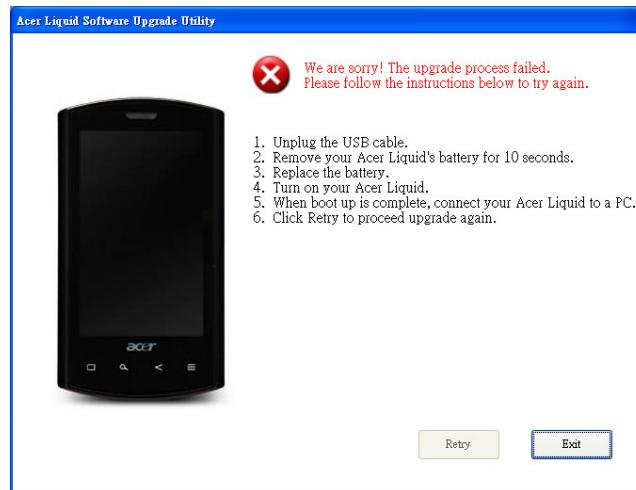 Acer Liquid Software Upgrade Utility
We are sorry! The upgrade process failed.
Please follow the instructions below to try again.
1. Unplug the USB cable.
2. Remove your Acer Liquid's battery for 10 seconds.
3. Replace the battery.
4. Turn on your Acer Liquid.
5. When boot up is complete, connect your Acer Liquid to a PC.
6. Click Retry to proceed upgrade again.
acer
Retry
Exit